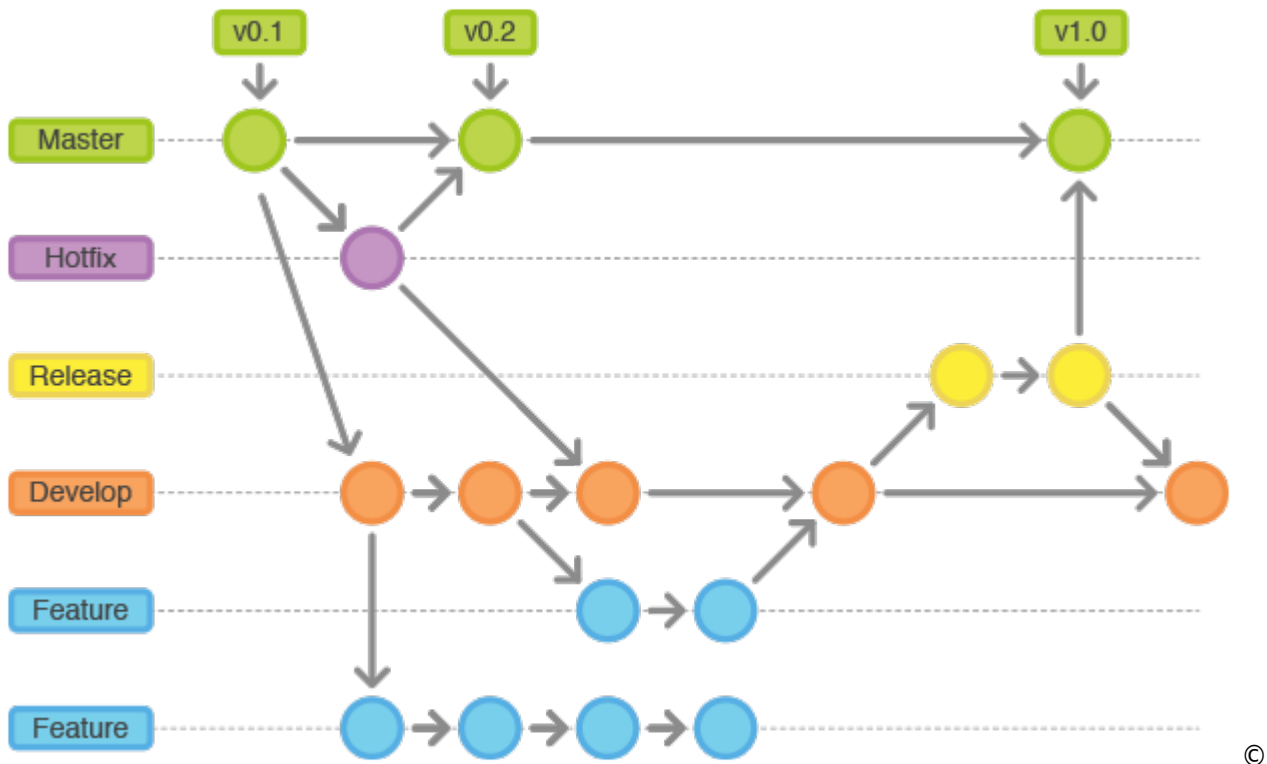 v0.1
v0.2
v1.0
Master
Hotfix
Release
Develop
Feature
Feature
©